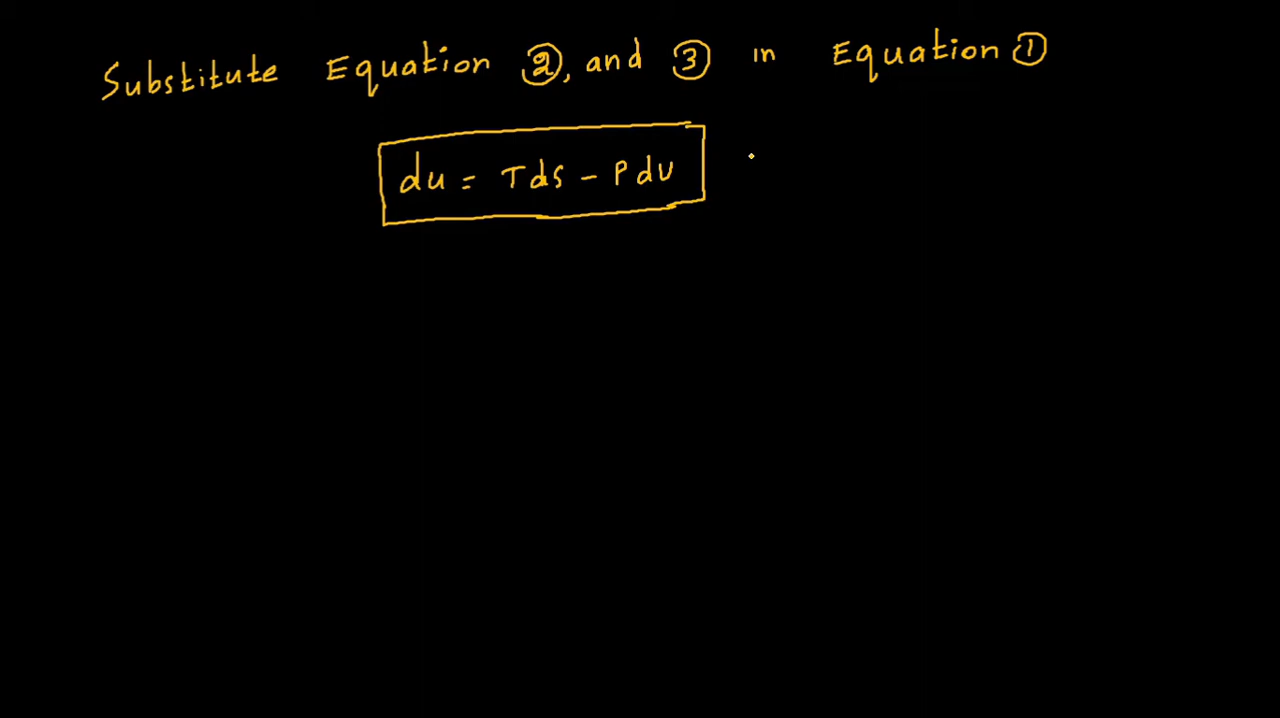 Substitute Equation ②, and ③ in Equation ①
du = Tds - Pdv